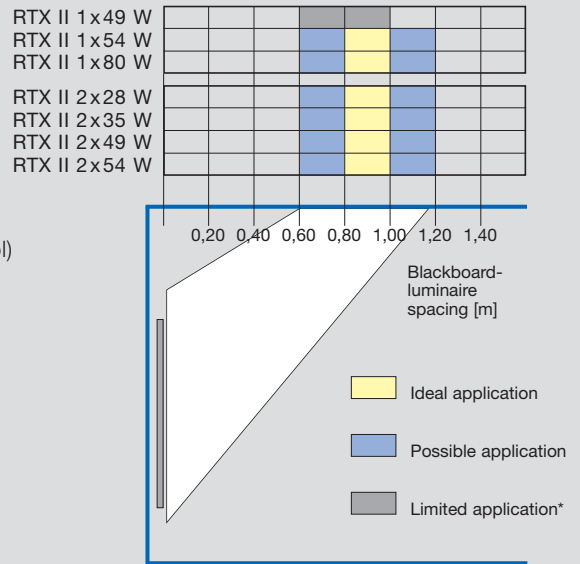 RTX II 1x49 W
RTX II 1x54 W
RTX II 1x80 W
RTX II 2x28 W
RTX II 2x35 W
RTX II 2x49 W
RTX II 2x54 W
0,20 0,40 0,60 0,80 1,00 1,20 1,40
ol)
Blackboard-
luminaire
spacing [m]
Ideal application
Possible application
Limited application*